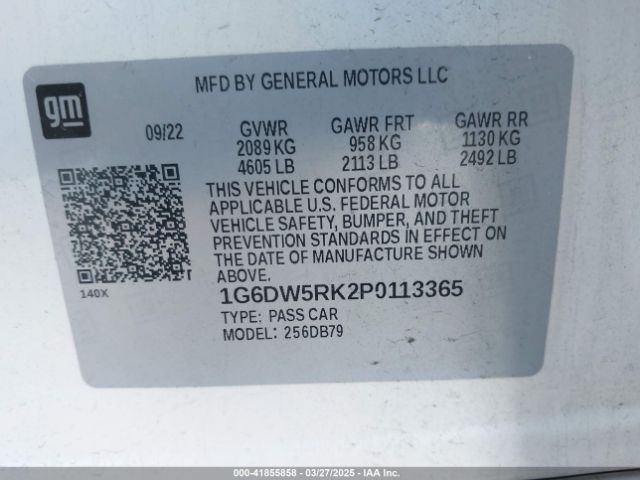 gm
MFD BY GENERAL MOTORS LLC
09/22 GVWR GAWR FRT GAWR RR
2089 KG 958 KG 1130 KG
4605 LB 2113 LB 2492 LB
THIS VEHICLE CONFORMS TO ALL
APPLICABLE U.S. FEDERAL MOTOR
VEHICLE SAFETY, BUMPER, AND THEFT
PREVENTION STANDARDS IN EFFECT ON
THE DATE OF MANUFACTURE SHOWN
ABOVE.
140X
1G6DW5RK2P0113365
TYPE: PASS CAR
MODEL: 256DB79
000-41855858 - 03/27/2025 - IAA Inc.